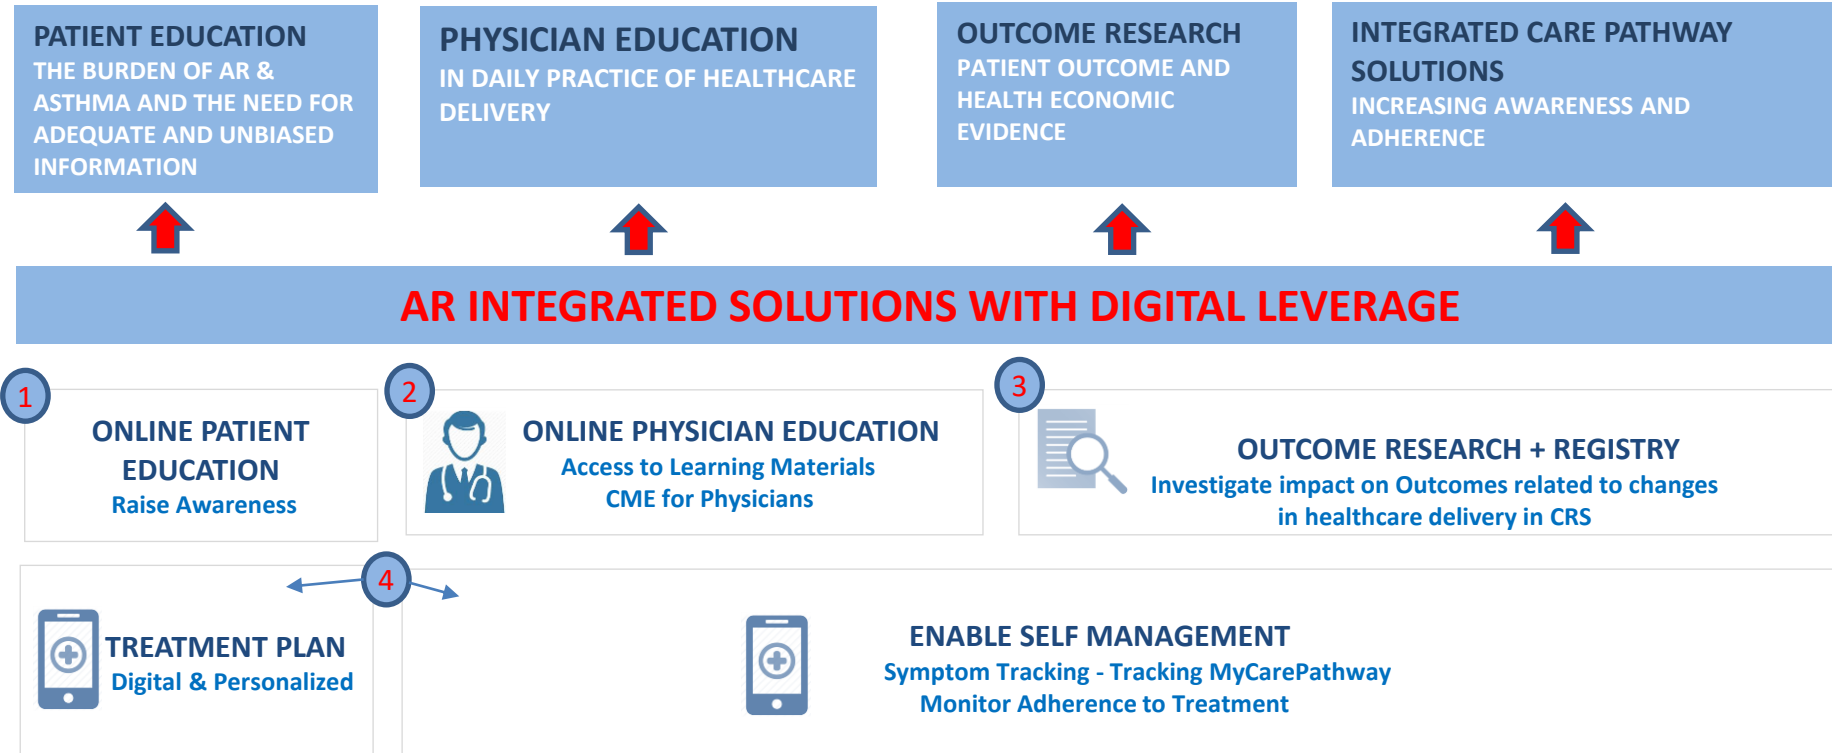 PATIENT EDUCATION
THE BURDEN OF AR &
ASTHMA AND THE NEED FOR
ADEQUATE AND UNBIASED
INFORMATION
PHYSICIAN EDUCATION
IN DAILY PRACTICE OF HEALTHCARE
DELIVERY
OUTCOME RESEARCH
PATIENT OUTCOME AND
HEALTH ECONOMIC
EVIDENCE
INTEGRATED CARE PATHWAY
SOLUTIONS
INCREASING AWARENESS AND
ADHERENCE
AR INTEGRATED SOLUTIONS WITH DIGITAL LEVERAGE
1
ONLINE PATIENT
EDUCATION
Raise Awareness
2
ONLINE PHYSICIAN EDUCATION
Access to Learning Materials
CME for Physicians
3
OUTCOME RESEARCH + REGISTRY
Investigate impact on Outcomes related to changes
in healthcare delivery in CRS
4
TREATMENT PLAN
Digital & Personalized
ENABLE SELF MANAGEMENT
Symptom Tracking - Tracking MyCarePathway
Monitor Adherence to Treatment